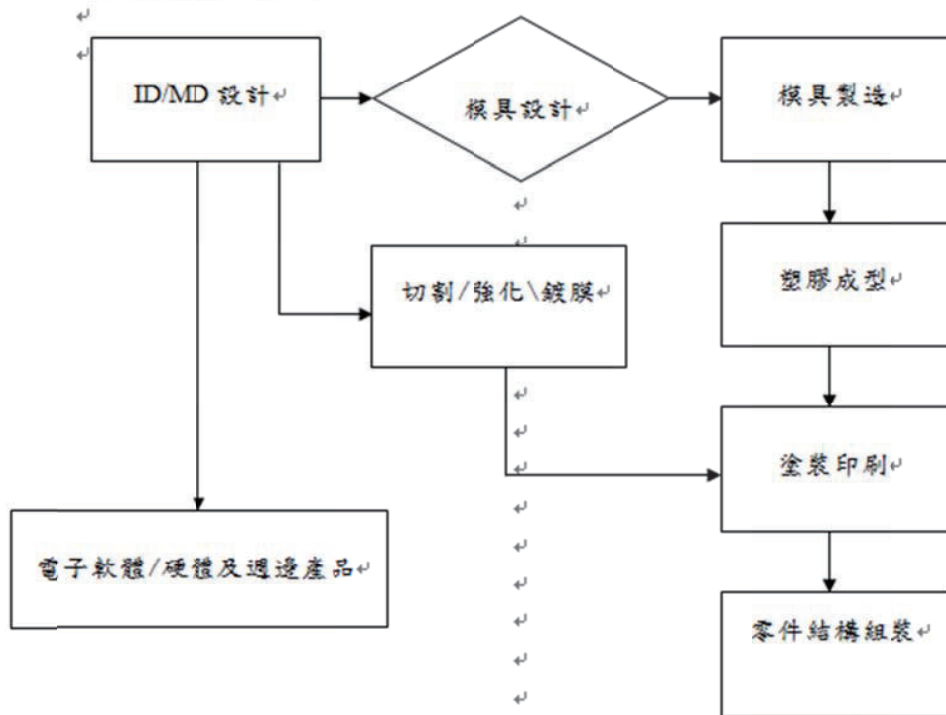 ID/MD 設計
模具設計
模具製造
塑膠成型
切割/強化\鍍膜
塗裝印刷
電子軟體/硬體及週邊產品
零件結構組裝